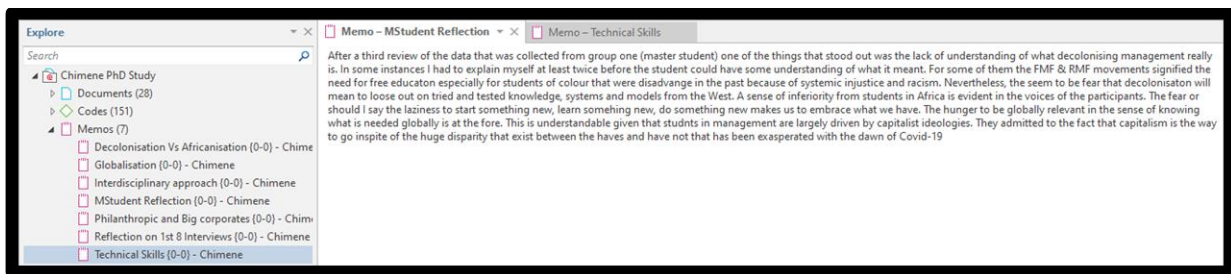 Explore
Search
Chimene PhD Study
Documents (28)
Codes (151)
Memos (7)
Decolonisation Vs Africanisation {0-0} - Chime
Globalisation {0-0} - Chimene
Interdisciplinary approach {0-0} - Chimene
MStudent Reflection {0-0} - Chimene
Philanthropic and Big corporates {0-0} - Chim
Reflection on 1st 8 Interviews {0-0} - Chimene
Technical Skills {0-0} - Chimene
Memo – MStudent Reflection
Memo – Technical Skills
After a third review of the data that was collected from group one (master student) one of the things that stood out was the lack of understanding of what decolonising management really
is. In some instances I had to explain myself at least twice before the student could have some understanding of what it meant. For some of them the FMF & RMF movements signified the
need for free educaton especially for students of colour that were disadvange in the past because of systemic injustice and racism. Nevertheless, the seem to be fear that decolonisaton will
mean to loose out on tried and tested knowledge, systems and models from the West. A sense of inferiority from students in Africa is evident in the voices of the participants. The fear or
should I say the laziness to start something new, learn somehing new, do something new makes us to embrace what we have. The hunger to be globally relevant in the sense of knowing
what is needed globally is at the fore. This is understandable given that studnts in management are largely driven by capitalist ideologies. They admitted to the fact that capitalism is the way
to go inspite of the huge disparity that exist between the haves and have not that has been exasperated with the dawn of Covid-19